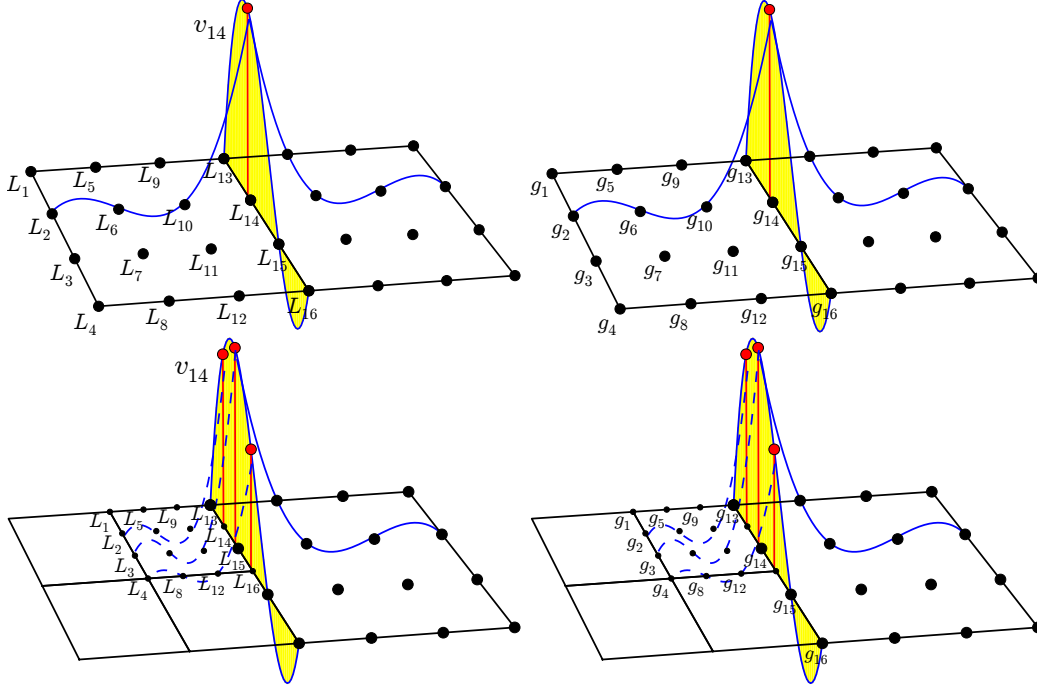 v₁₄
L₁ L₅ L₉ L₁₃
L₂ L₆ L₁₀ L₁₄
L₃ L₇ L₁₁ L₁₅
L₄ L₈ L₁₂ L₁₆
g₁ g₅ g₉ g₁₃
g₂ g₆ g₁₀ g₁₄
g₃ g₇ g₁₁ g₁₅
g₄ g₈ g₁₂ g₁₆
v₁₄
L₁ L₅ L₉ L₁₃
L₂ L₁₄
L₃ L₁₅
L₄ L₈ L₁₂ L₁₆
g₁ g₅ g₉ g₁₃
g₂
g₃ g₁₄
g₄ g₈ g₁₂ g₁₅
g₁₆